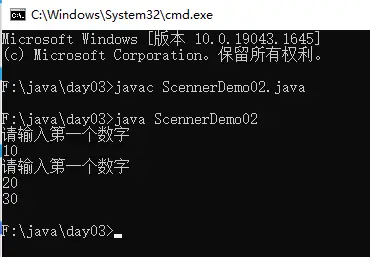 C:\Windows\System32\cmd.exe
Microsoft Windows [版本 10.0.19043.1645]
(c) Microsoft Corporation。保留所有权利。
F:\java\day03>javac ScennerDemo02.java
F:\java\day03>java ScennerDemo02
请输入第一个数字
10
请输入第一个数字
20
30
F:\java\day03>